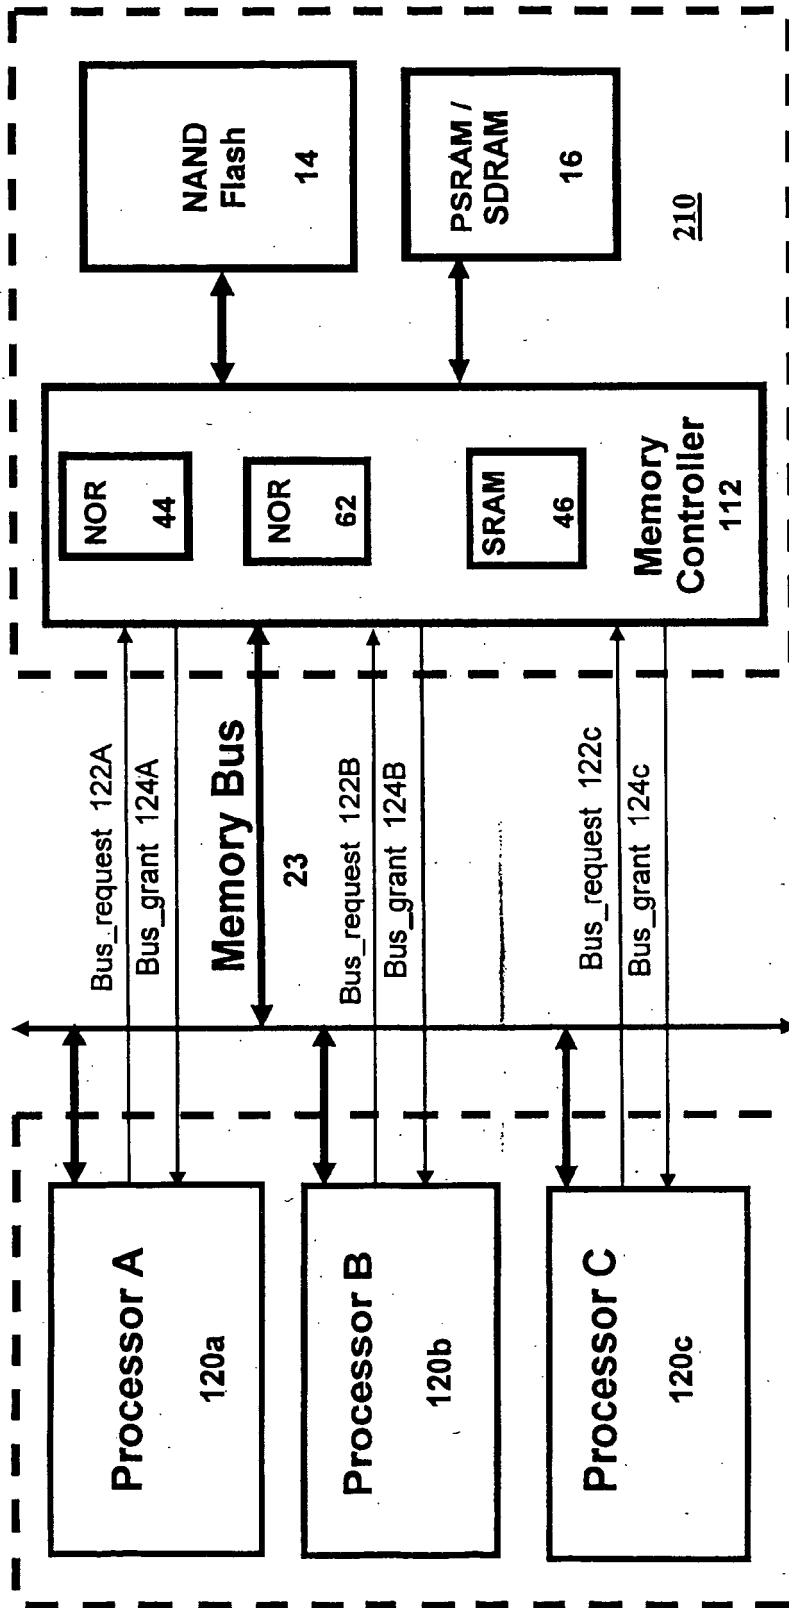 Processor A
120a
Processor B
120b
Processor C
120c
Bus_request 122A
Bus_grant 124A
Memory Bus
23
Bus_request 122B
Bus_grant 124B
Bus_request 122c
Bus_grant 124c
NOR
44
NOR
62
SRAM
46
Memory
Controller
112
NAND
Flash
14
PSRAM /
SDRAM
16
210